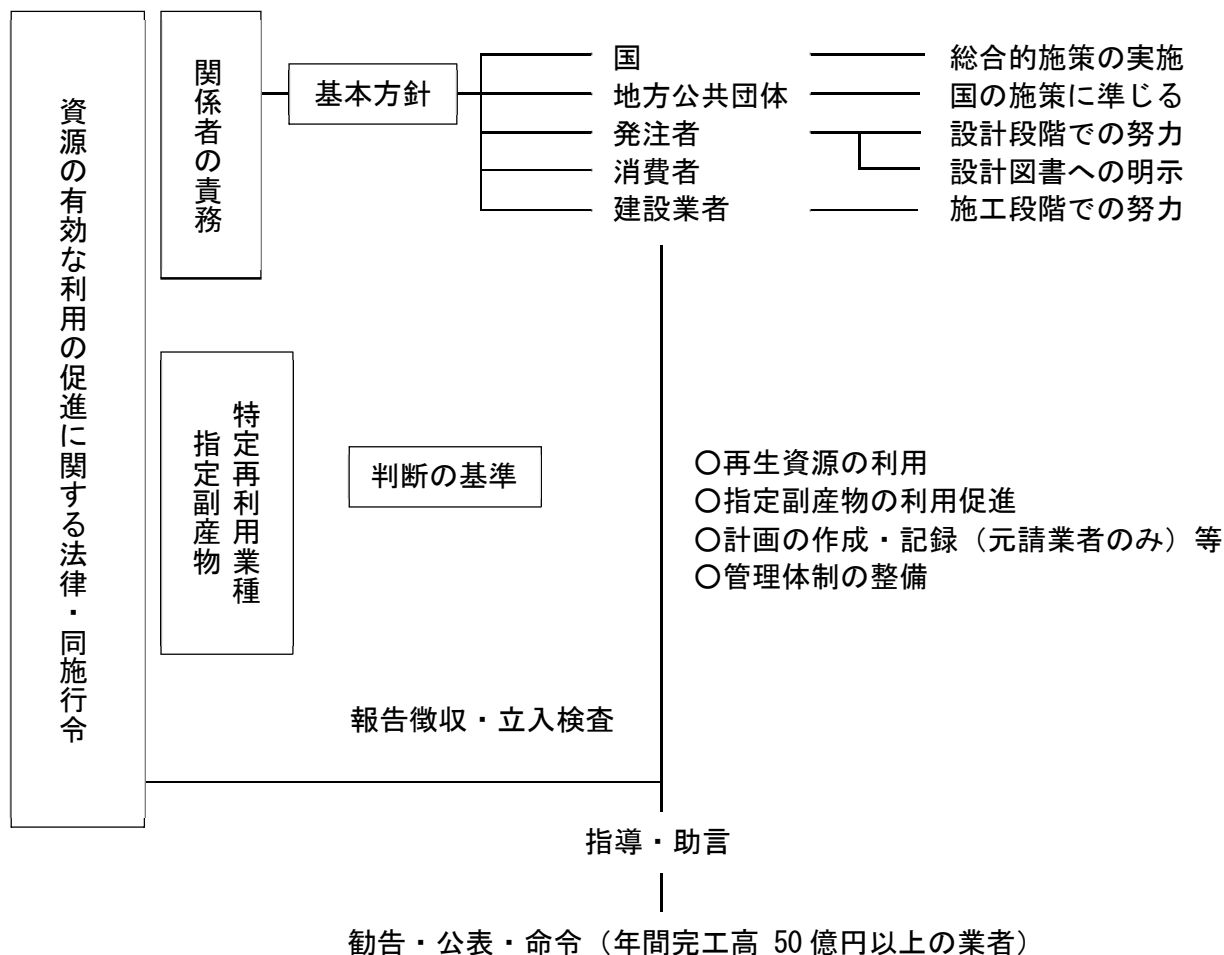 資源の有効な利用の促進に関する法律・同施行令
関係者の責務
基本方針
国
総合的施策の実施
地方公共団体
国の施策に準じる
発注者
設計段階での努力
消費者
設計図書への明示
建設業者
施工段階での努力
特定再利用業種
指定副産物
判断の基準
〇再生資源の利用
〇指定副産物の利用促進
〇計画の作成・記録（元請業者のみ）等
〇管理体制の整備
報告徴収・立入検査
指導・助言
勧告・公表・命令（年間完工高 50 億円以上の業者）